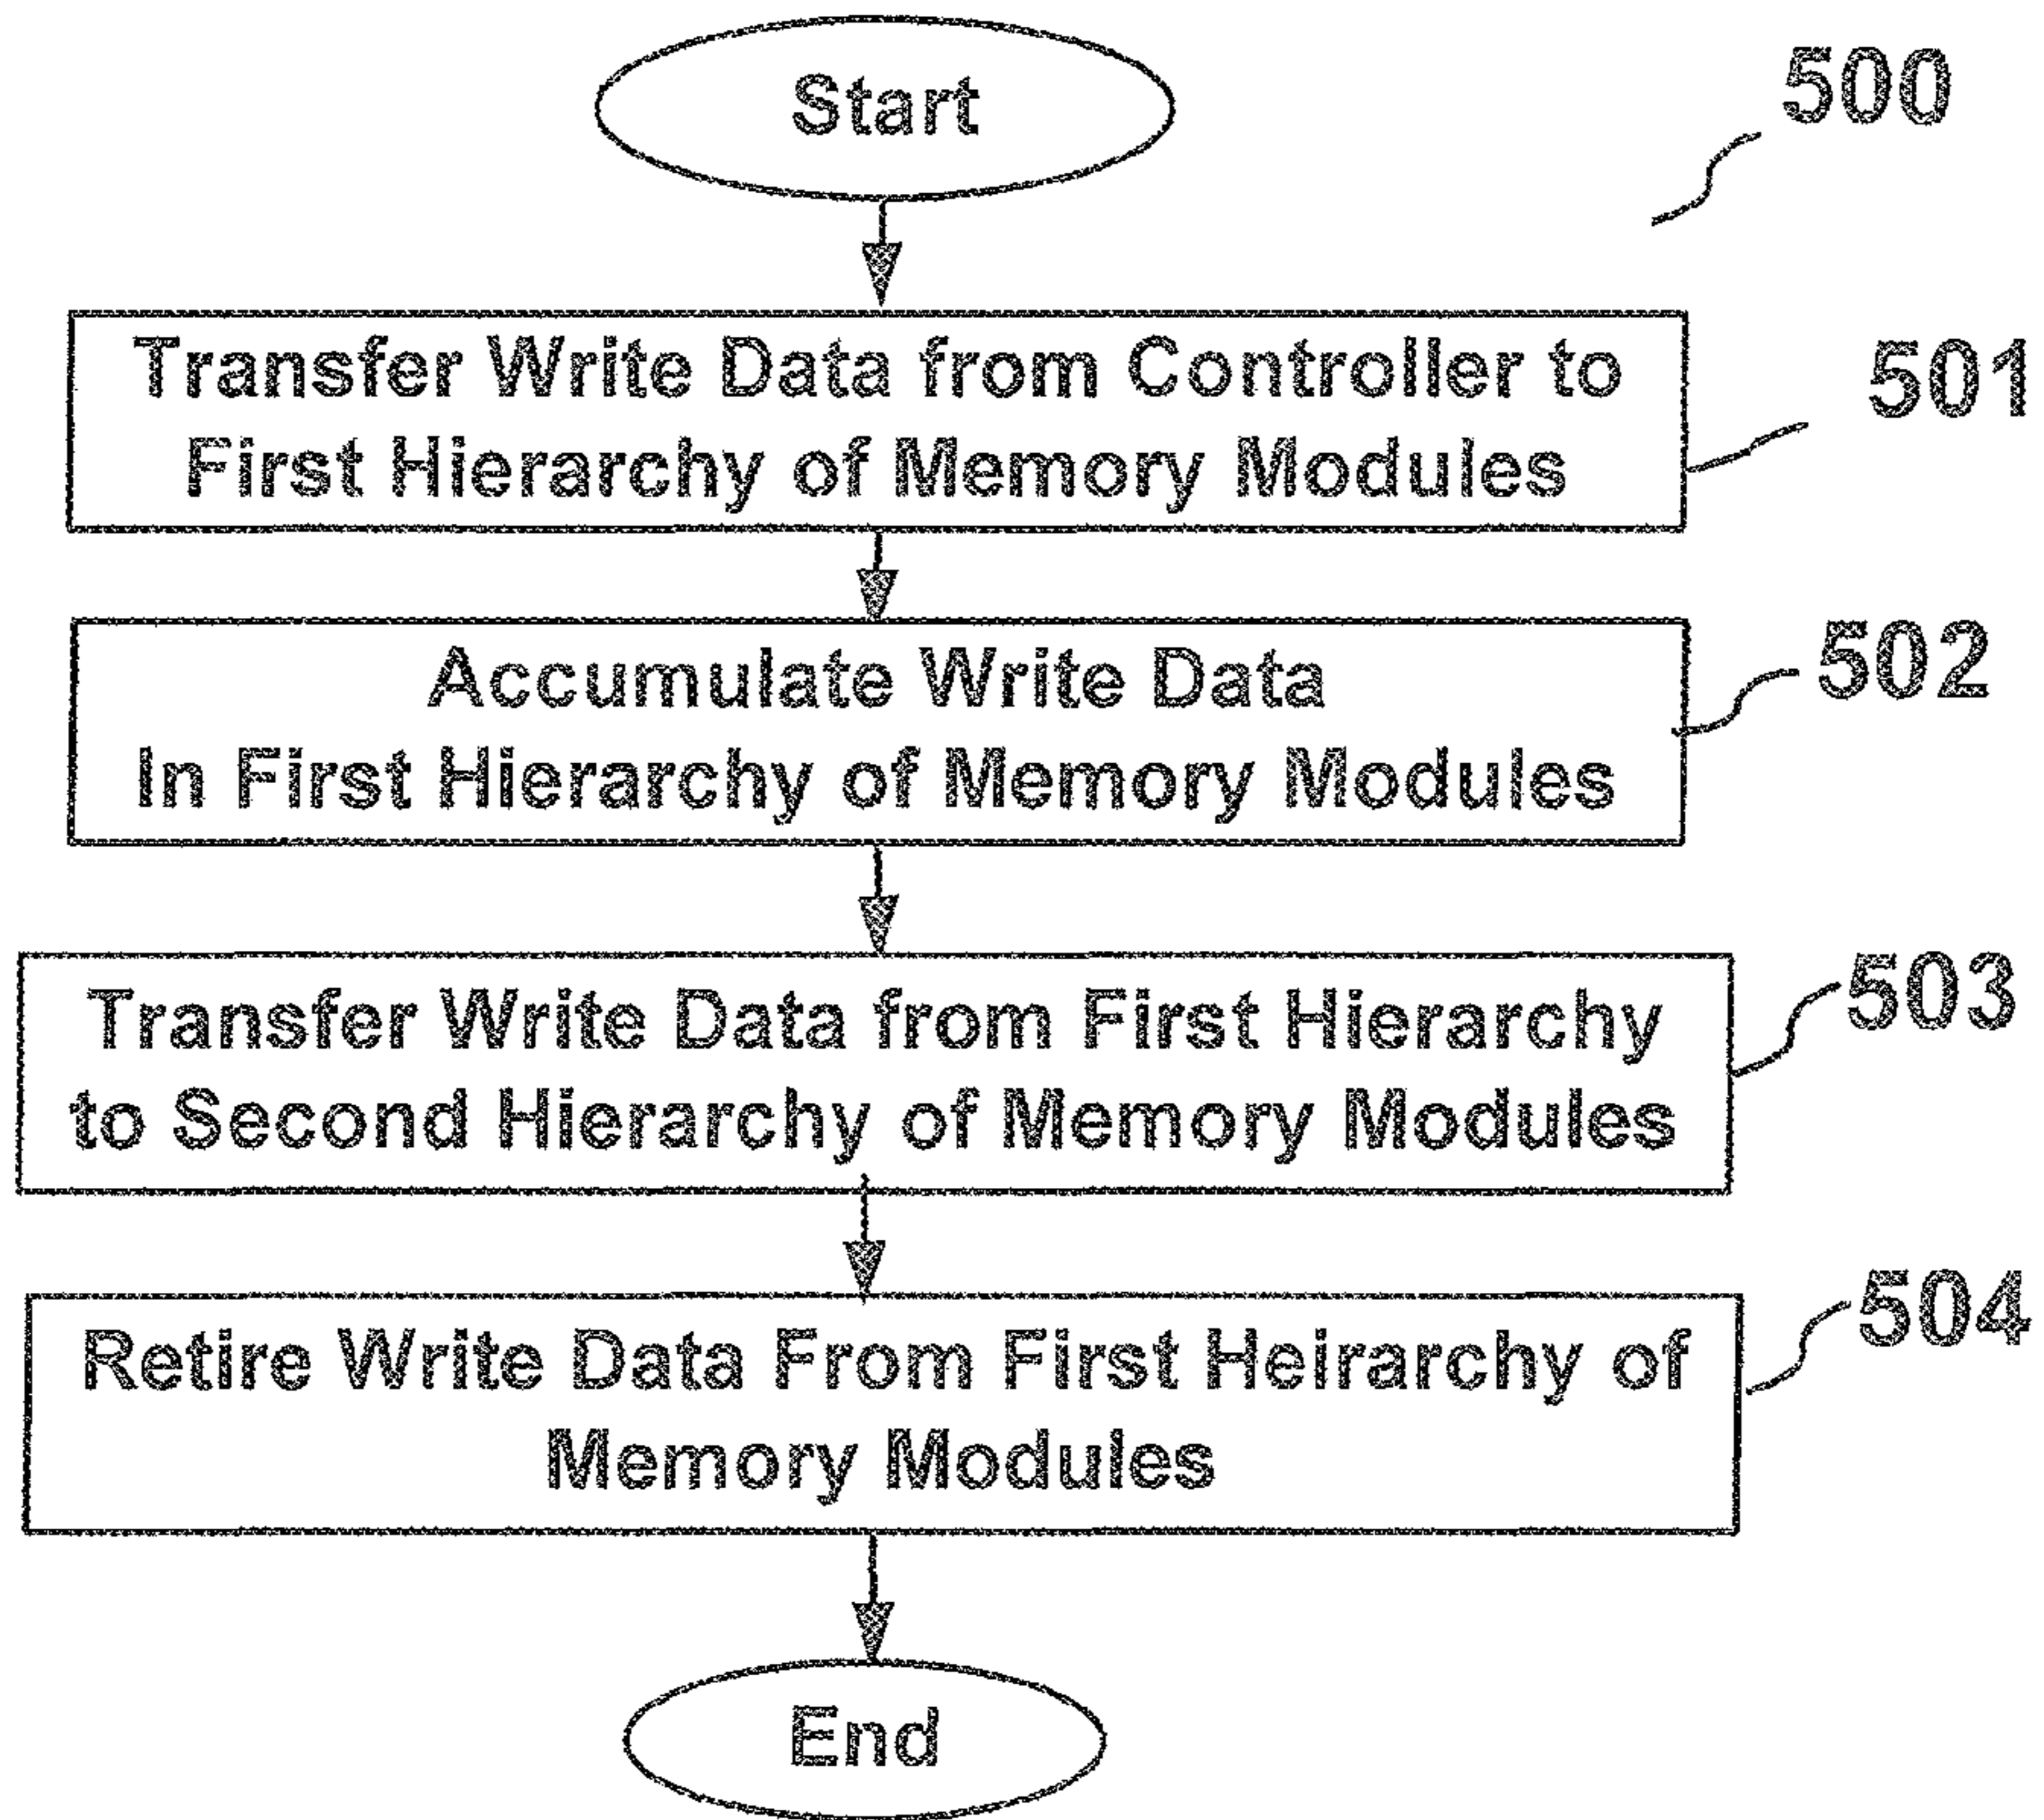 Start
500
Transfer Write Data from Controller to
First Hierarchy of Memory Modules
501
Accumulate Write Data
In First Hierarchy of Memory Modules
502
Transfer Write Data from First Hierarchy
to Second Hierarchy of Memory Modules
503
Retire Write Data From First Heirarchy of
Memory Modules
504
End